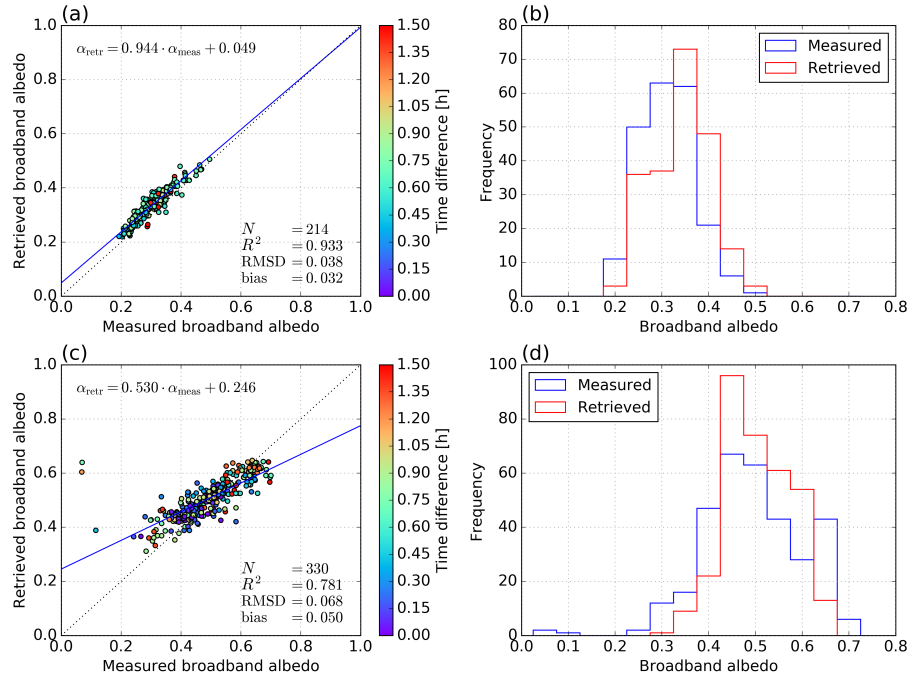 (a)
α_retr = 0.944 · α_meas + 0.049
N = 214
R² = 0.933
RMSD = 0.038
bias = 0.032
Retrieved broadband albedo
1.0
0.8
0.6
0.4
0.2
0.0
0.0 0.2 0.4 0.6 0.8 1.0
Measured broadband albedo
1.50
1.35
1.20
1.05
0.90
0.75
0.60
0.45
0.30
0.15
0.00
Time difference [h]
(b)
Measured
Retrieved
Frequency
80
70
60
50
40
30
20
10
0
0.0 0.1 0.2 0.3 0.4 0.5 0.6 0.7 0.8
Broadband albedo
(c)
α_retr = 0.530 · α_meas + 0.246
N = 330
R² = 0.781
RMSD = 0.068
bias = 0.050
Retrieved broadband albedo
1.0
0.8
0.6
0.4
0.2
0.0
0.0 0.2 0.4 0.6 0.8 1.0
Measured broadband albedo
1.50
1.35
1.20
1.05
0.90
0.75
0.60
0.45
0.30
0.15
0.00
Time difference [h]
(d)
Measured
Retrieved
Frequency
100
80
60
40
20
0
0.0 0.1 0.2 0.3 0.4 0.5 0.6 0.7 0.8
Broadband albedo